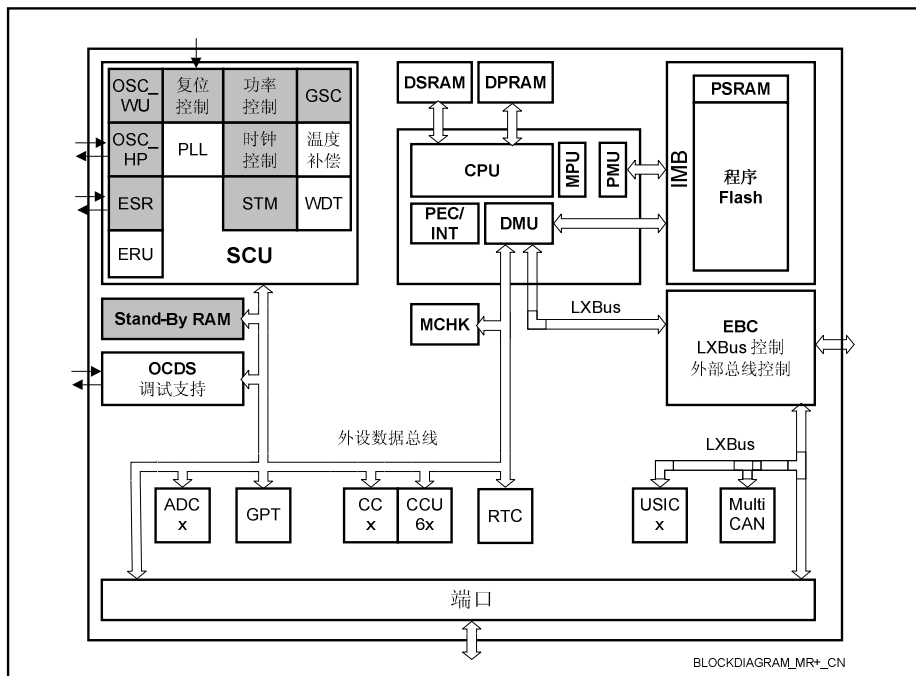 OSC_
WU
复位
控制
功率
控制
GSC
OSC_
HP
PLL
时钟
控制
温度
补偿
ESR
STM
WDT
ERU
SCU
DSRAM
DPRAM
CPU
MPU
PMU
PEC/
INT
DMU
IMB
PSRAM
程序
Flash
Stand-By RAM
OCDS
调试支持
MCHK
LXBus
EBC
LXBus 控制
外部总线控制
外设数据总线
LXBus
ADC
x
GPT
CC
x
CCU
6x
RTC
USIC
x
Multi
CAN
端口
BLOCKDIAGRAM_MR+_CN